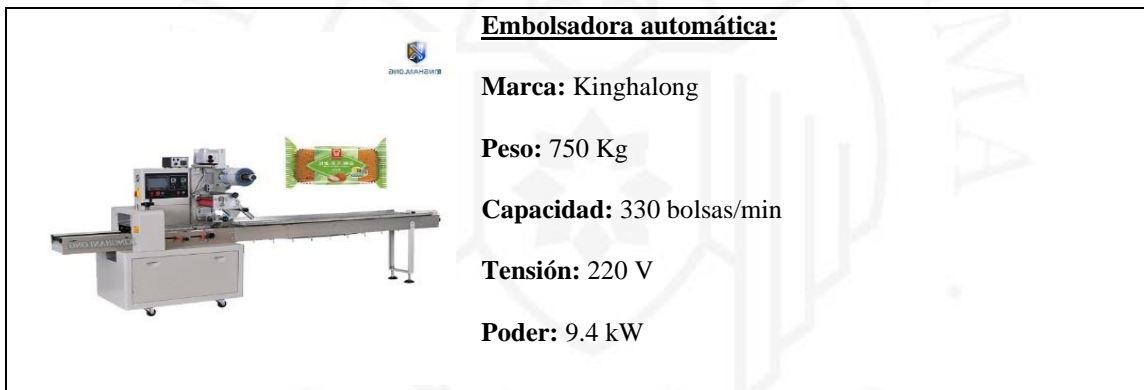 Embolsadora automática:
Marca: Kinghalong
Peso: 750 Kg
Capacidad: 330 bolsas/min
Tensión: 220 V
Poder: 9.4 kW